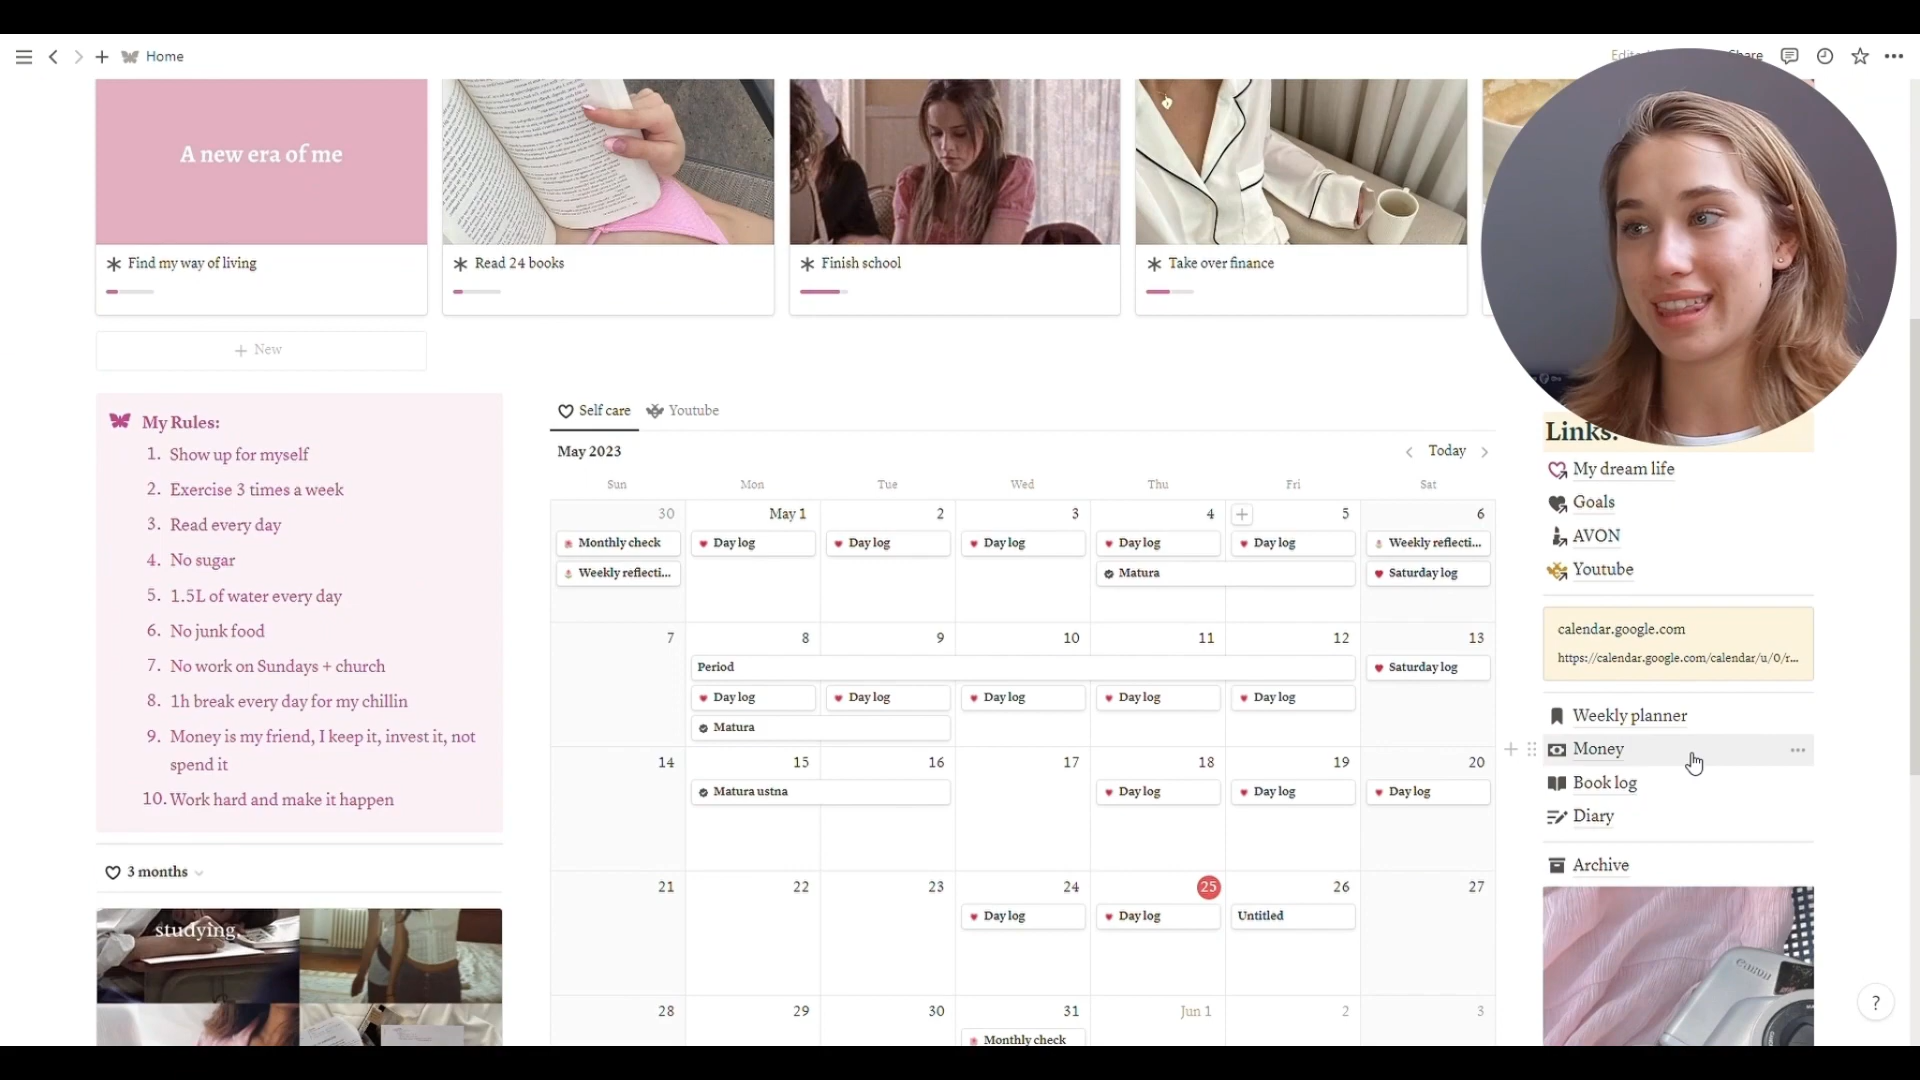 Home
Share
A new era of me
Find my way of living
Read 24 books
Finish school
Take over finance
New
My Rules:
1. Show up for myself
2. Exercise 3 times a week
3. Read every day
4. No sugar
5. 1.5L of water every day
6. No junk food
7. No work on Sundays + church
8. 1h break every day for my chillin
9. Money is my friend, I keep it, invest it, not
spend it
10. Work hard and make it happen
3 months
studying,
Self care Youtube
May 2023 Today
Sun Mon Tue Wed Thu Fri Sat
30 May 1 2 3 4 5 6
Monthly check Day log Day log Day log Day log Day log Weekly reflecti...
Weekly reflecti... Matura Saturday log
7 8 9 10 11 12 13
Period Saturday log
Day log Day log Day log Day log Day log
Matura
14 15 16 17 18 19 20
Matura ustna Day log Day log Day log
21 22 23 24 25 26 27
Day log Day log Untitled
28 29 30 31 Jun 1 2 3
Monthly check
Links:
My dream life
Goals
AVON
Youtube
calendar.google.com
https://calendar.google.com/calendar/u/0/r...
Weekly planner
Money
Book log
Diary
Archive
Canon
?